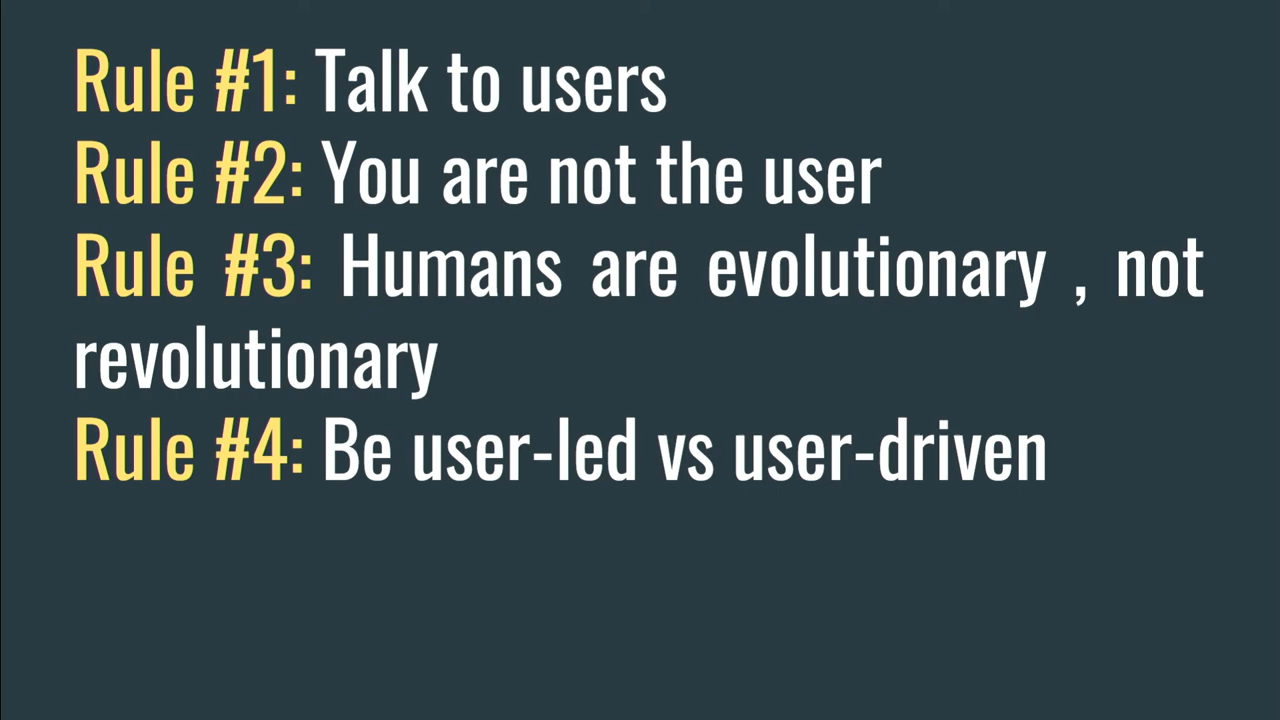 Rule #1: Talk to users
Rule #2: You are not the user
Rule #3: Humans are evolutionary , not
revolutionary
Rule #4: Be user-led vs user-driven